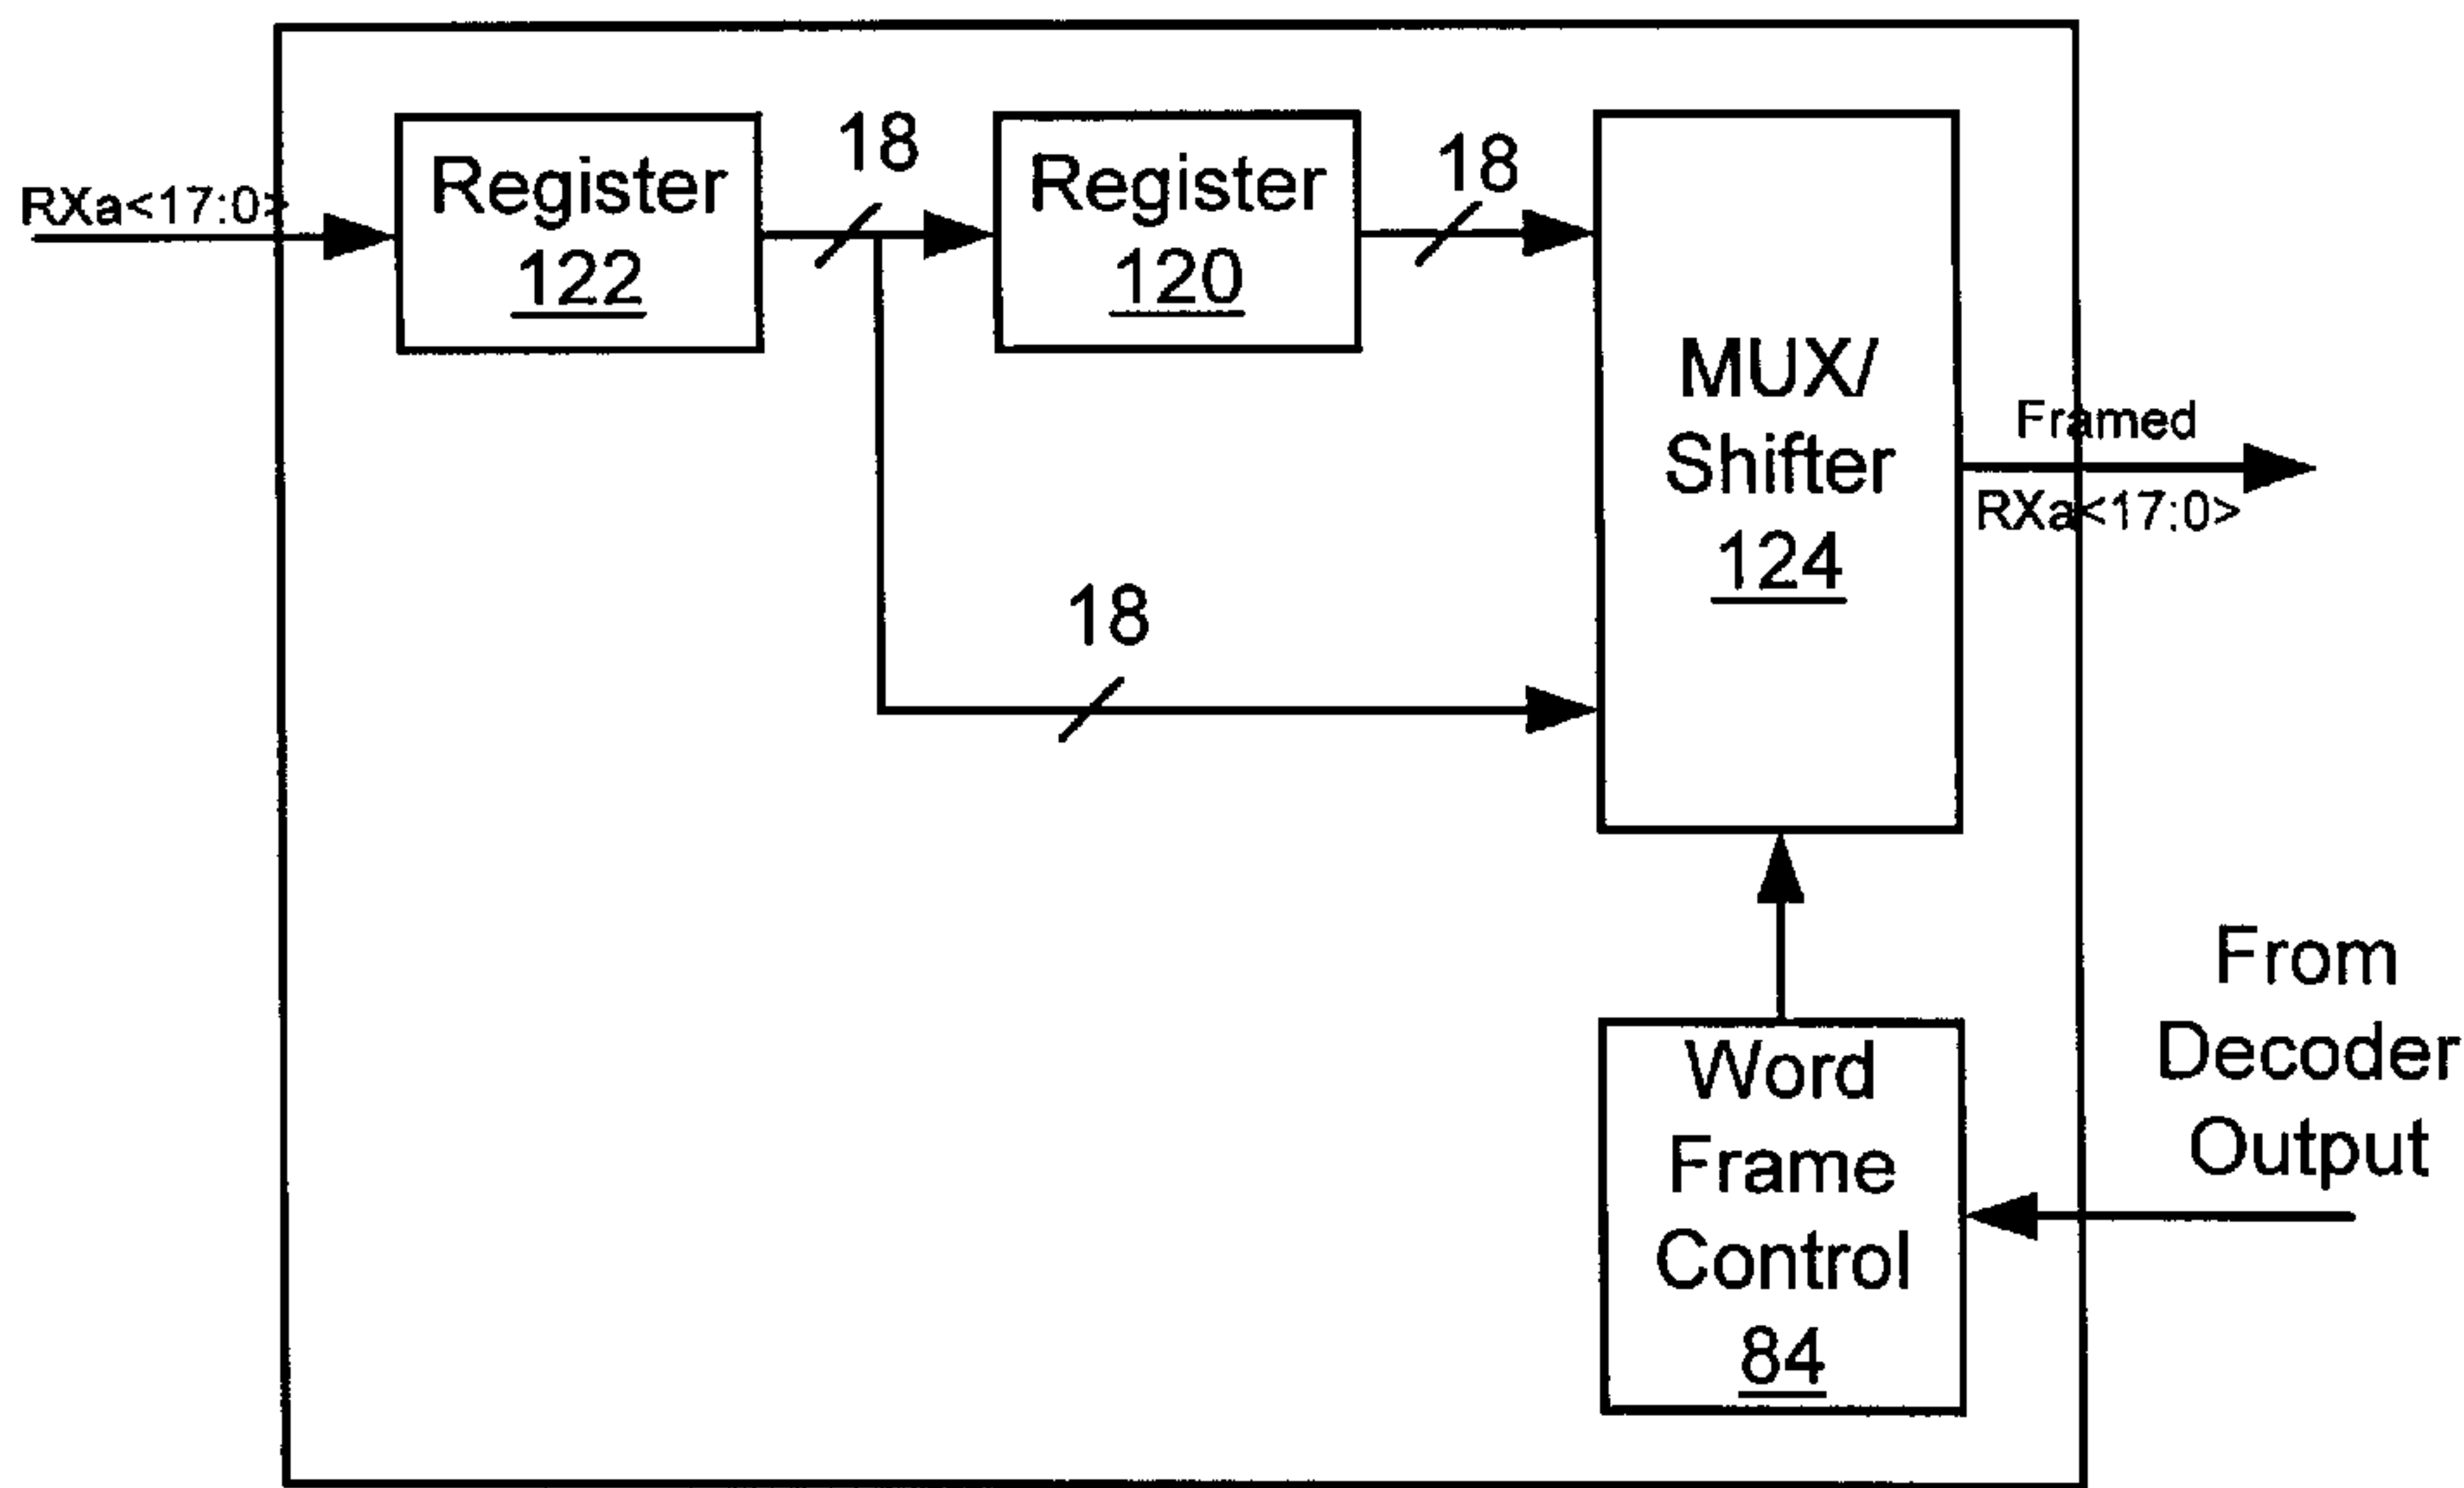 RXa<17:0>
Register
122
18
Register
120
18
MUX/
Shifter
124
Framed
RXa<17:0>
18
Word
Frame
Control
84
From
Decoder
Output